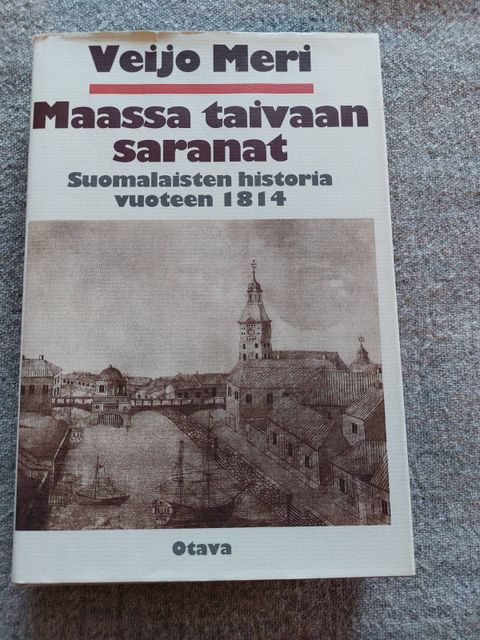 Veijo Meri
Maassa taivaan
saranat
Suomalaisten historia
vuoteen 1814
Otava